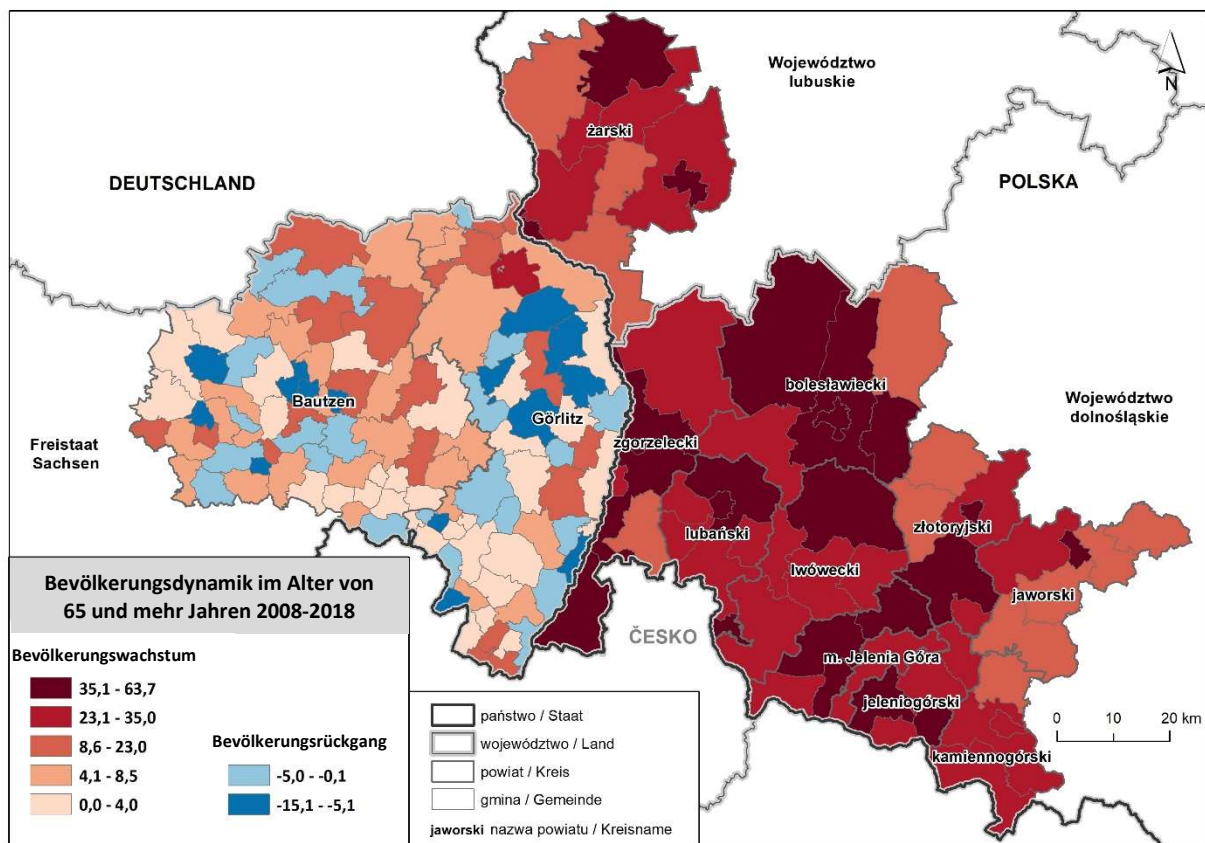 Województwo
lubuskie
N
żarski
DEUTSCHLAND
POLSKA
bolesławiecki
Województwo
dolnośląskie
Bautzen
Görlitz
zgorzelecki
Freistaat
Sachsen
lubański
złotoryjski
lwówecki
jaworski
ČESKO
m. Jelenia Góra
jeleniogórski
kamiennogórski
0 10 20 km
Bevölkerungsdynamik im Alter von
65 und mehr Jahren 2008-2018
Bevölkerungswachstum
35,1 - 63,7
23,1 - 35,0
8,6 - 23,0
4,1 - 8,5
0,0 - 4,0
Bevölkerungsrückgang
-5,0 - -0,1
-15,1 - -5,1
państwo / Staat
województwo / Land
powiat / Kreis
gmina / Gemeinde
jaworski nazwa powiatu / Kreisname